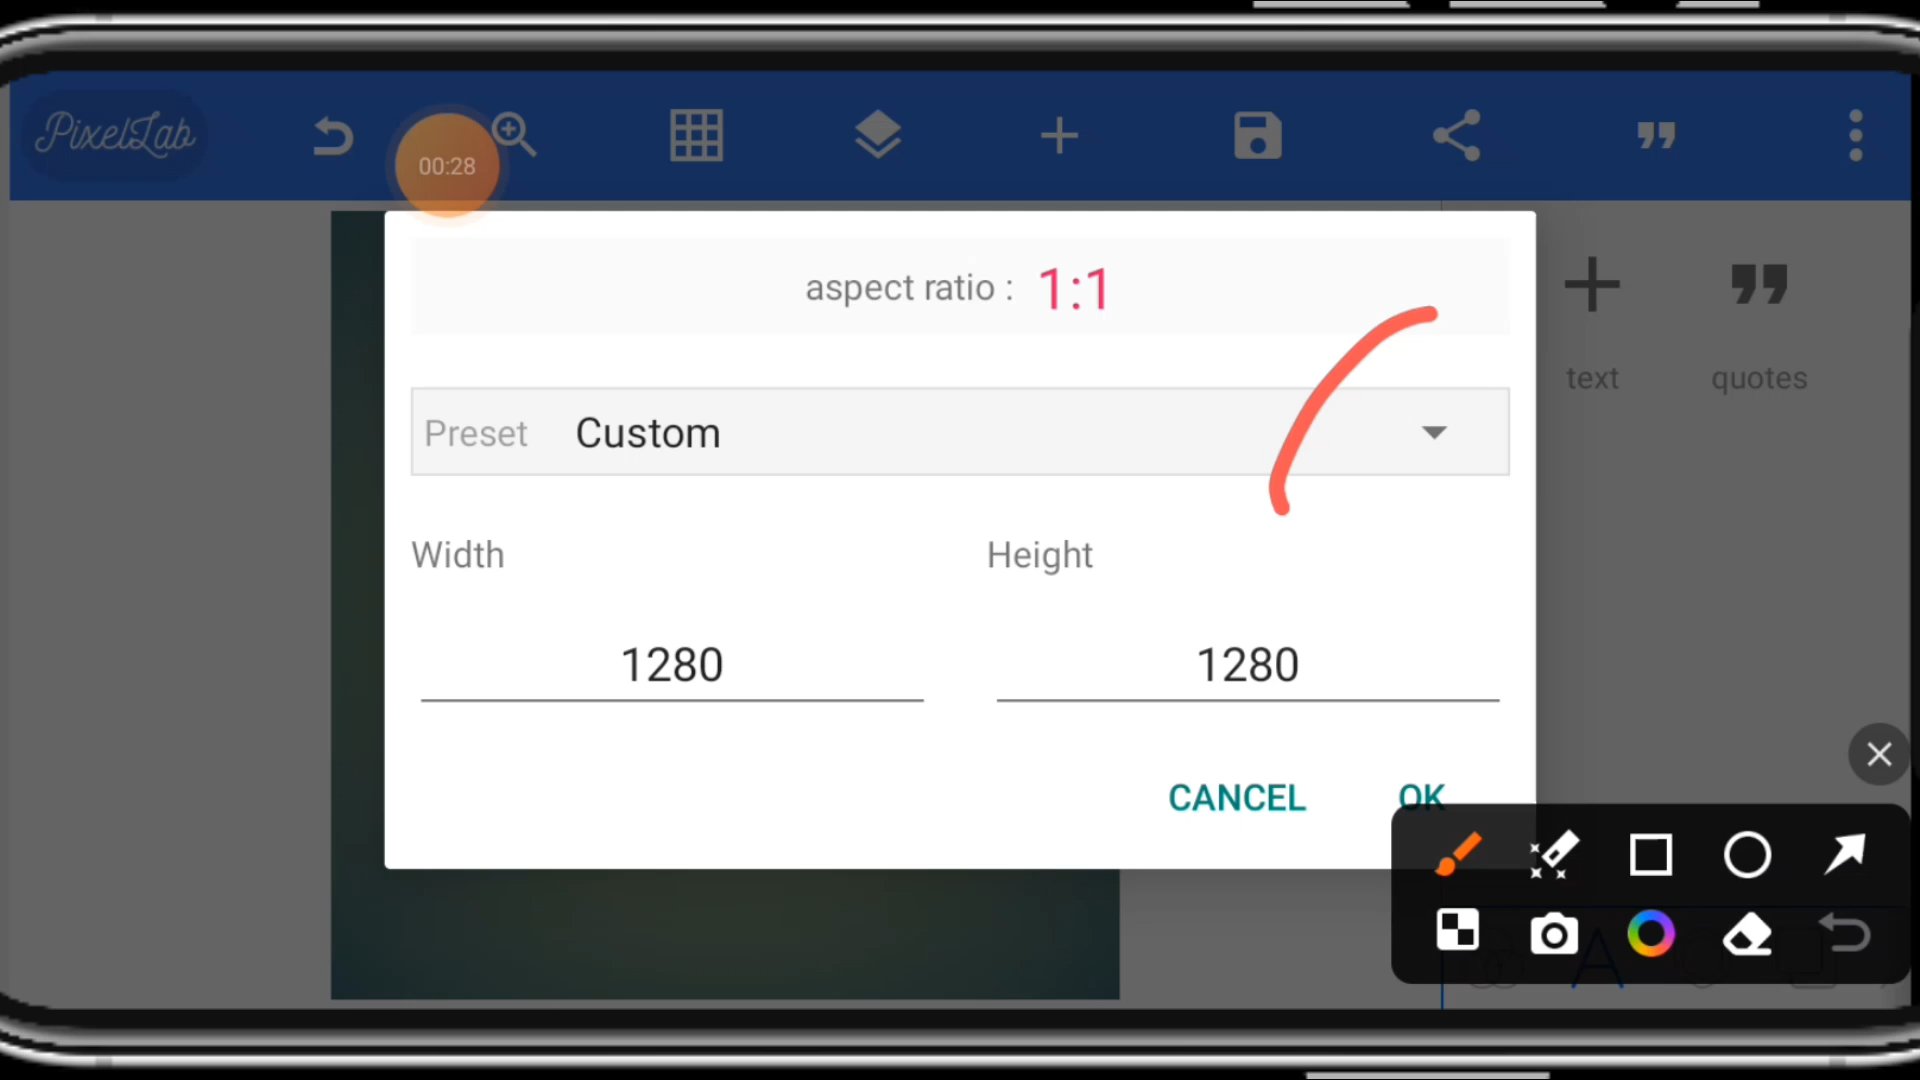 PixelLab
00:28
aspect ratio : 1:1
text
quotes
Preset Custom
Width
Height
1280
1280
CANCEL
OK
A